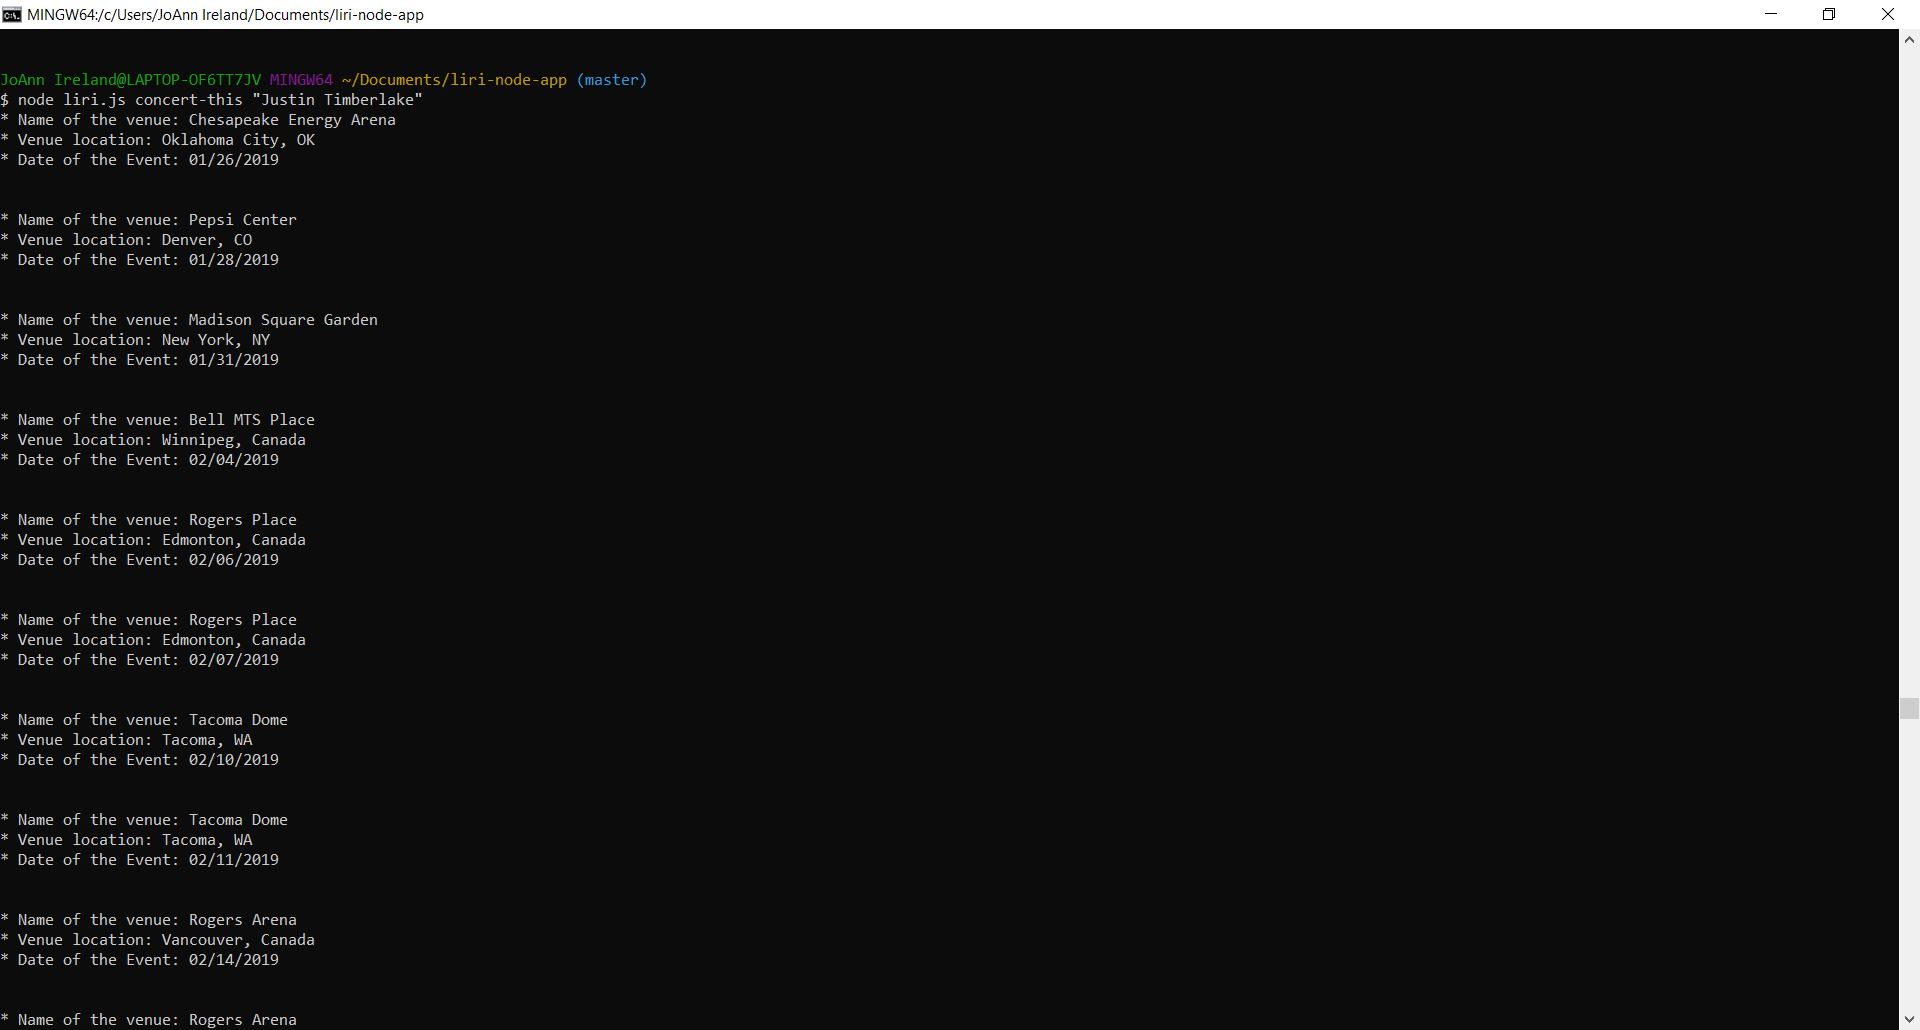 MINGW64:/c/Users/JoAnn Ireland/Documents/liri-node-app
JoAnn Ireland@LAPTOP-OF6TT7JV MINGW64 ~/Documents/liri-node-app (master)
$ node liri.js concert-this "Justin Timberlake"
* Name of the venue: Chesapeake Energy Arena
* Venue location: Oklahoma City, OK
* Date of the Event: 01/26/2019
* Name of the venue: Pepsi Center
* Venue location: Denver, CO
* Date of the Event: 01/28/2019
* Name of the venue: Madison Square Garden
* Venue location: New York, NY
* Date of the Event: 01/31/2019
* Name of the venue: Bell MTS Place
* Venue location: Winnipeg, Canada
* Date of the Event: 02/04/2019
* Name of the venue: Rogers Place
* Venue location: Edmonton, Canada
* Date of the Event: 02/06/2019
* Name of the venue: Rogers Place
* Venue location: Edmonton, Canada
* Date of the Event: 02/07/2019
* Name of the venue: Tacoma Dome
* Venue location: Tacoma, WA
* Date of the Event: 02/10/2019
* Name of the venue: Tacoma Dome
* Venue location: Tacoma, WA
* Date of the Event: 02/11/2019
* Name of the venue: Rogers Arena
* Venue location: Vancouver, Canada
* Date of the Event: 02/14/2019
* Name of the venue: Rogers Arena